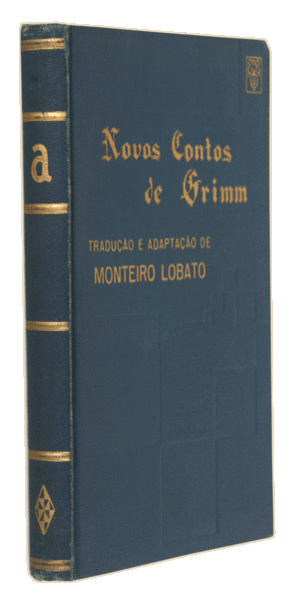 a
Novos Contos
de Grimm
TRADUÇÃO E ADAPTAÇÃO DE
MONTEIRO LOBATO